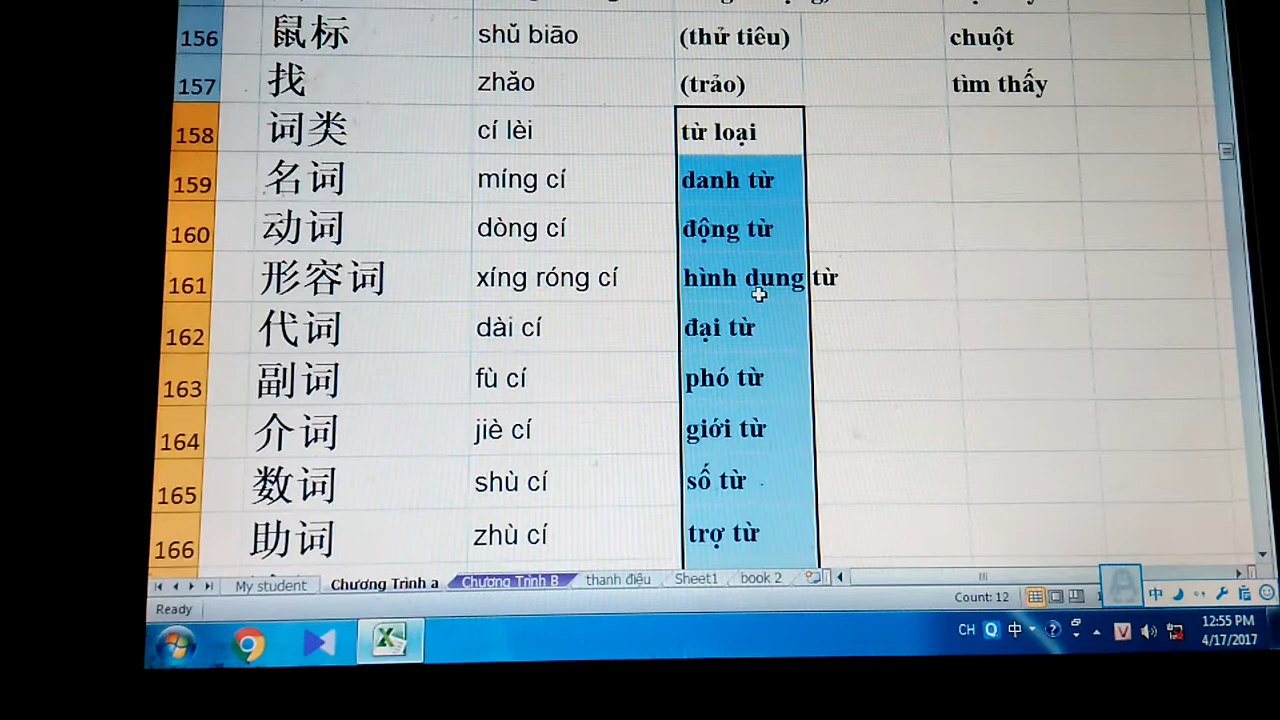 156 鼠标 shǔ biāo (thử tiêu) chuột
157 找 zhǎo (trảo) tìm thấy
158 词类 cí lèi từ loại
159 名词 míng cí danh từ
160 动词 dòng cí động từ
161 形容词 xíng róng cí hình dung từ
162 代词 dài cí đại từ
163 副词 fù cí phó từ
164 介词 jiè cí giới từ
165 数词 shù cí số từ
166 助词 zhù cí trợ từ
My student Chương Trình a Chương Trình B thanh điệu Sheet1 book 2
Ready Count: 12 中
CH Q 中 ? V 12:55 PM
4/17/2017